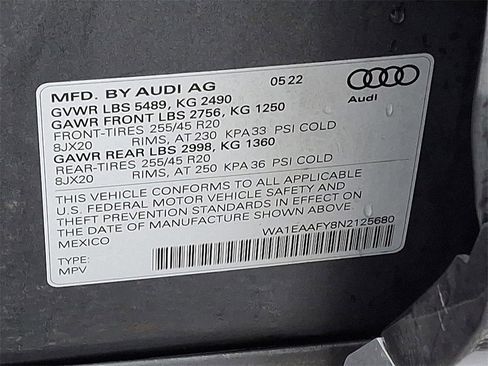 MFD. BY AUDI AG 05 22
GVWR LBS 5489, KG 2490
GAWR FRONT LBS 2756, KG 1250
FRONT-TIRES 255/45 R20
8JX20 RIMS, AT 230 KPA 33 PSI COLD
GAWR REAR LBS 2998, KG 1360
REAR-TIRES 255/45 R20
8JX20 RIMS, AT 250 KPA 36 PSI COLD
THIS VEHICLE CONFORMS TO ALL APPLICABLE
U.S. FEDERAL MOTOR VEHICLE SAFETY AND
THEFT PREVENTION STANDARDS IN EFFECT ON
THE DATE OF MANUFACTURE SHOWN ABOVE.
MEXICO
WA1EAAFY8N2125680
TYPE:
MPV
Audi